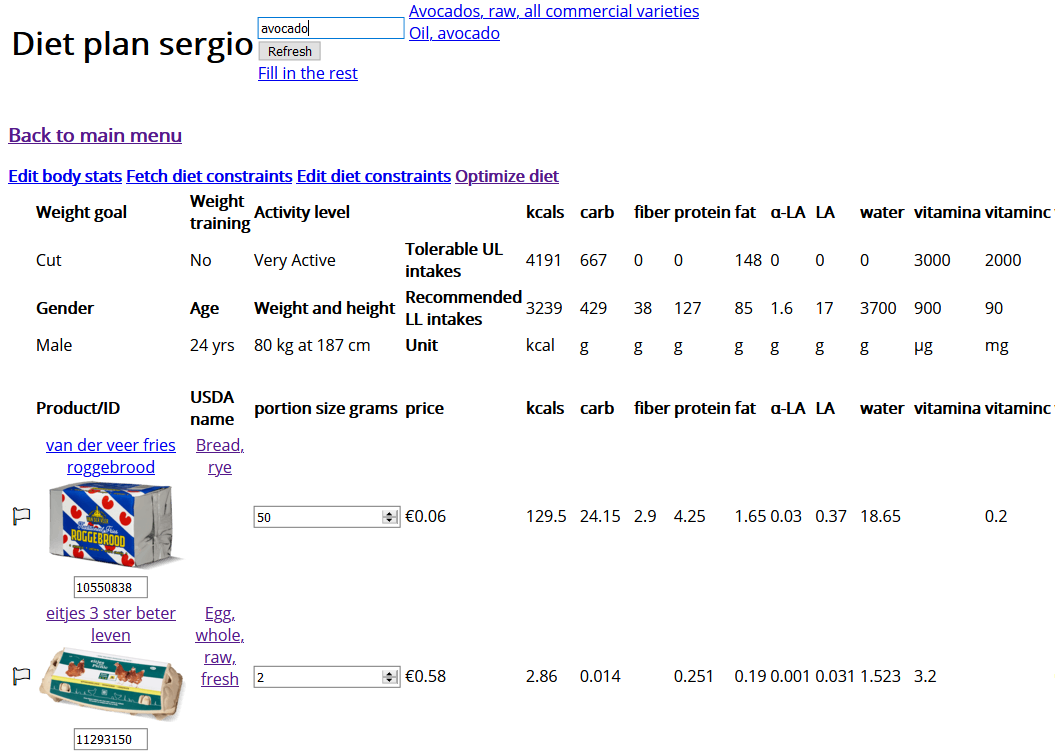 Diet plan sergio
avocado
Refresh
Fill in the rest
Avocados, raw, all commercial varieties
Oil, avocado
Back to main menu
Edit body stats Fetch diet constraints Edit diet constraints Optimize diet
Weight goal Weight training Activity level kcals carb fiber protein fat α-LA LA water vitamina vitaminc
Cut No Very Active Tolerable UL intakes 4191 667 0 0 148 0 0 0 3000 2000
Gender Age Weight and height Recommended LL intakes 3239 429 38 127 85 1.6 17 3700 900 90
Male 24 yrs 80 kg at 187 cm Unit kcal g g g g g g g µg mg
Product/ID USDA name portion size grams price kcals carb fiber protein fat α-LA LA water vitamina vitaminc
van der veer fries roggebrood Bread, rye
ROGGEBROOD
50 €0.06 129.5 24.15 2.9 4.25 1.65 0.03 0.37 18.65 0.2
10550838
eitjes 3 ster beter leven Egg, whole, raw, fresh
2 €0.58 2.86 0.014 0.251 0.19 0.001 0.031 1.523 3.2
11293150